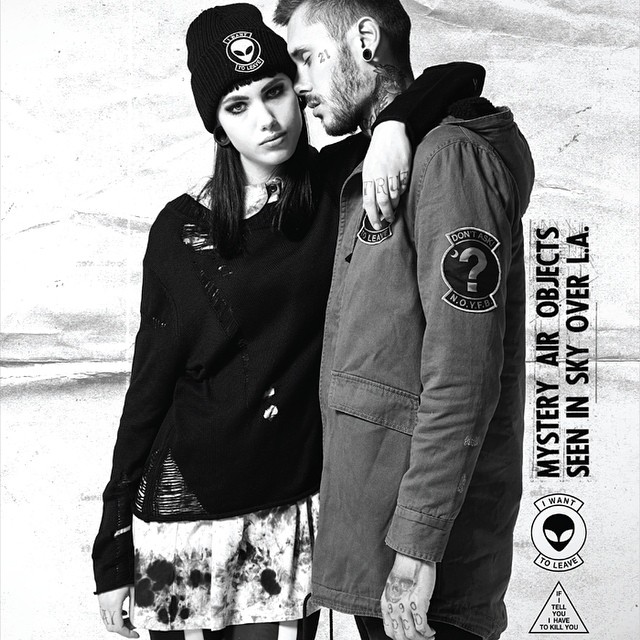 I WANT
TO LEAVE
TRUE
TO LEAVE
DON'T ASK
?
N.O.Y.F.B
MYSTERY AIR OBJECTS
SEEN IN SKY OVER L.A.
I WANT
TO LEAVE
IF
I
TELL
YOU
I HAVE
TO KILL YOU